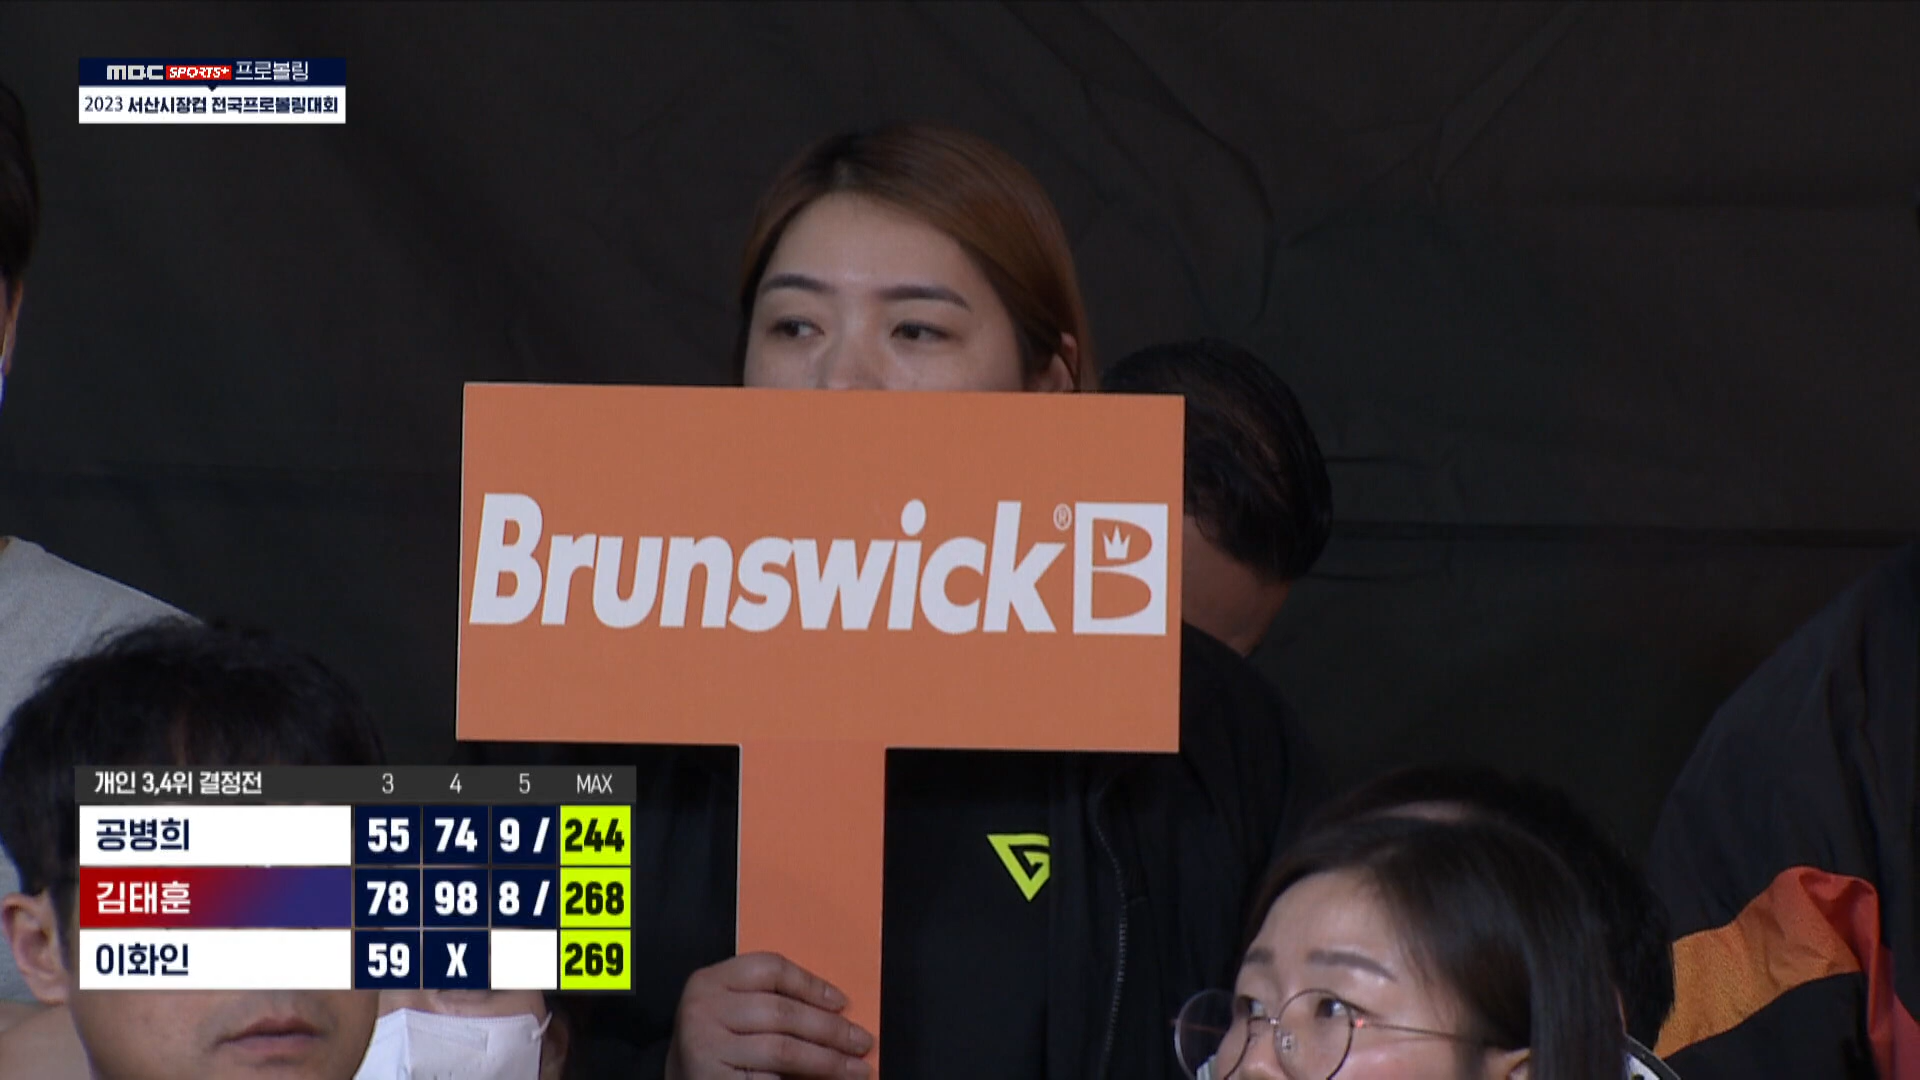 MBC SPORTS+ 프로볼링
2023 서산시장컵 전국프로볼링대회
Brunswick® B
개인 3,4위 결정전 3 4 5 MAX
공병희 55 74 9 / 244
김태훈 78 98 8 / 268
이화인 59 X 269